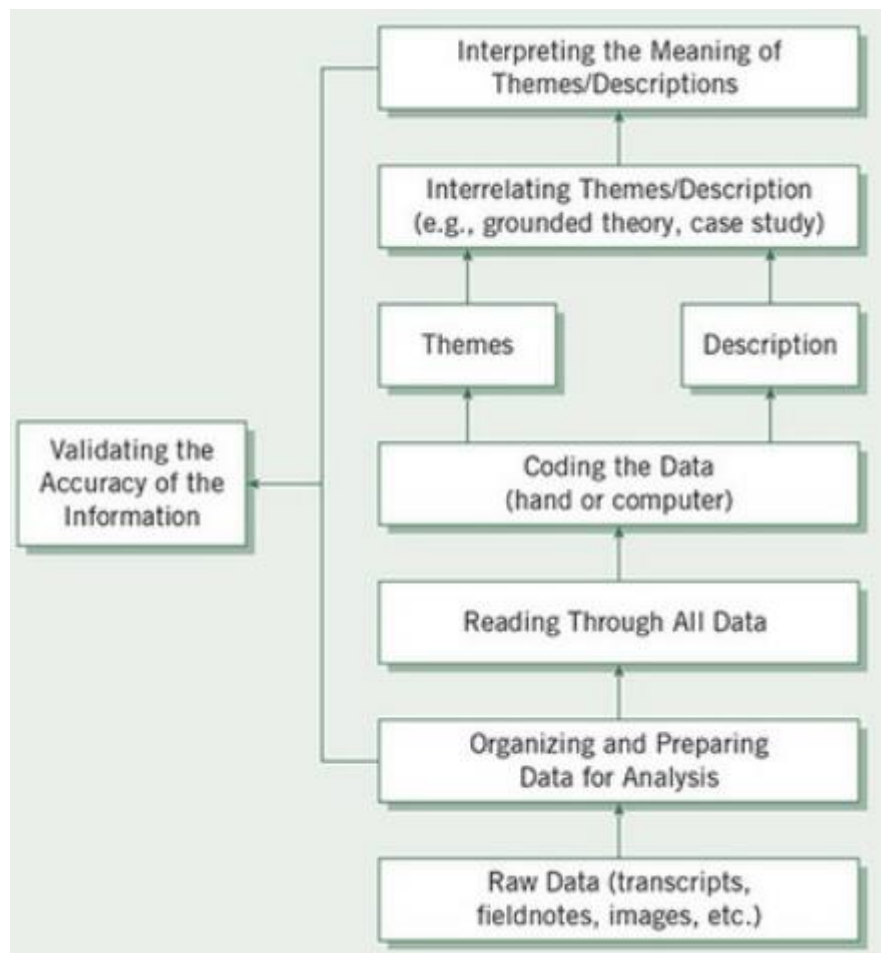 Interpreting the Meaning of
Themes/Descriptions
Interrelating Themes/Description
(e.g., grounded theory, case study)
Themes
Description
Validating the
Accuracy of the
Information
Coding the Data
(hand or computer)
Reading Through All Data
Organizing and Preparing
Data for Analysis
Raw Data (transcripts,
fieldnotes, images, etc.)